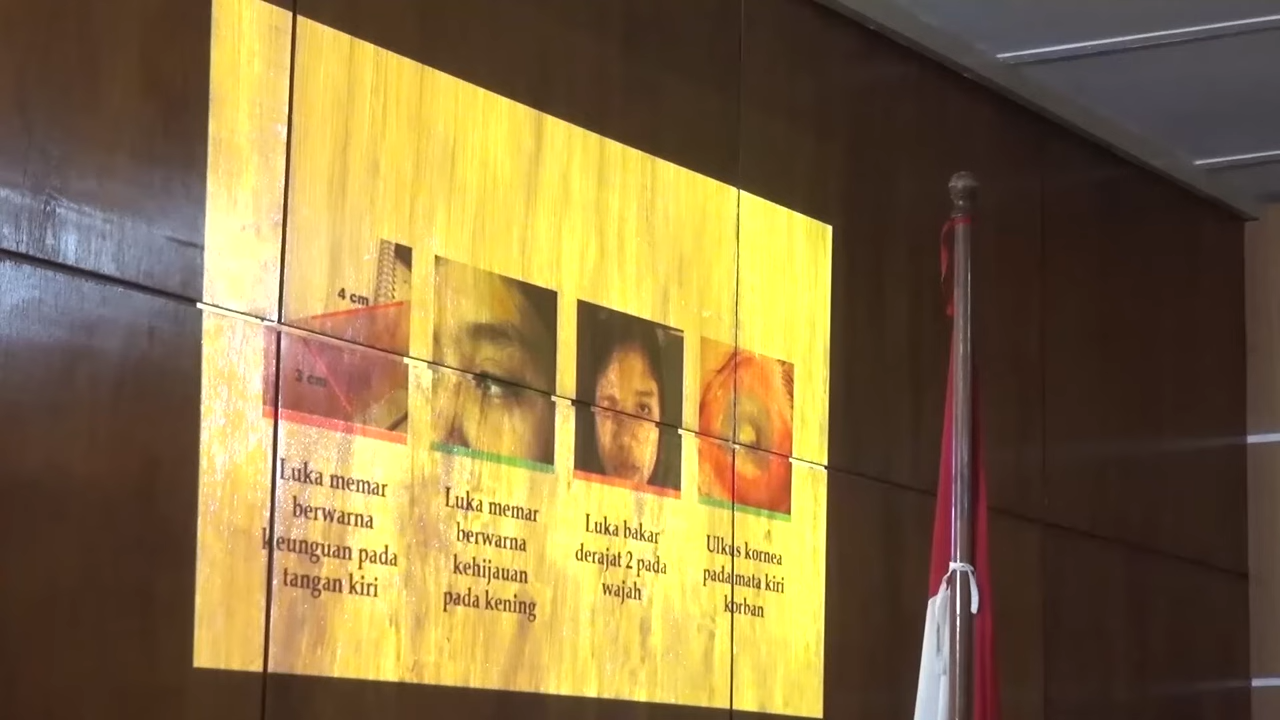 4 cm
3 cm
Luka memar
berwarna
keunguan pada
tangan kiri
Luka memar
berwarna
kehijauan
pada kening
Luka bakar
derajat 2 pada
wajah
Ulkus kornea
pada mata kiri
korban